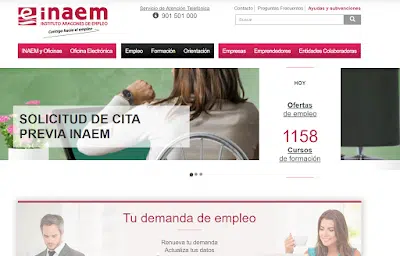 inaem
INSTITUTO ARAGONES DE EMPLEO
Contigo hasta el empleo
Servicio de Atención Telefónica
901 501 000
Contacto | Preguntas Frecuentes | Ayudas y subvenciones
Buscar
INAEM y Oficinas Oficina Electrónica Empleo Formación Orientación Empresas Emprendedores Entidades Colaboradoras
SOLICITUD DE CITA
PREVIA INAEM
HOY
Ofertas
de empleo
1158
Cursos
de formación
Tu demanda de empleo
Renueve tu demanda
Actualiza tus datos